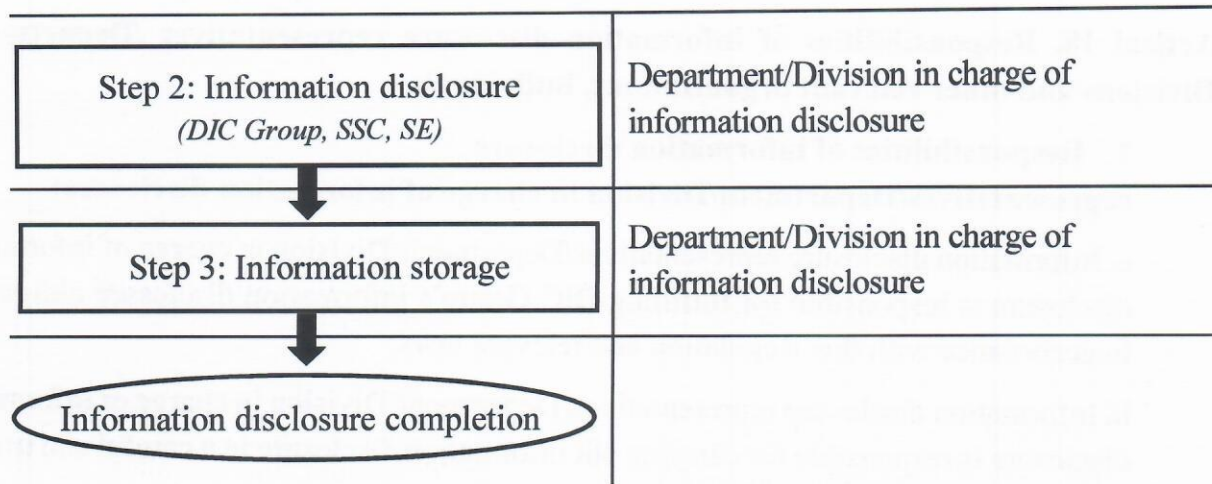 Step 2: Information disclosure
(DIC Group, SSC, SE)
Department/Division in charge of
information disclosure
Step 3: Information storage
Department/Division in charge of
information disclosure
Information disclosure completion